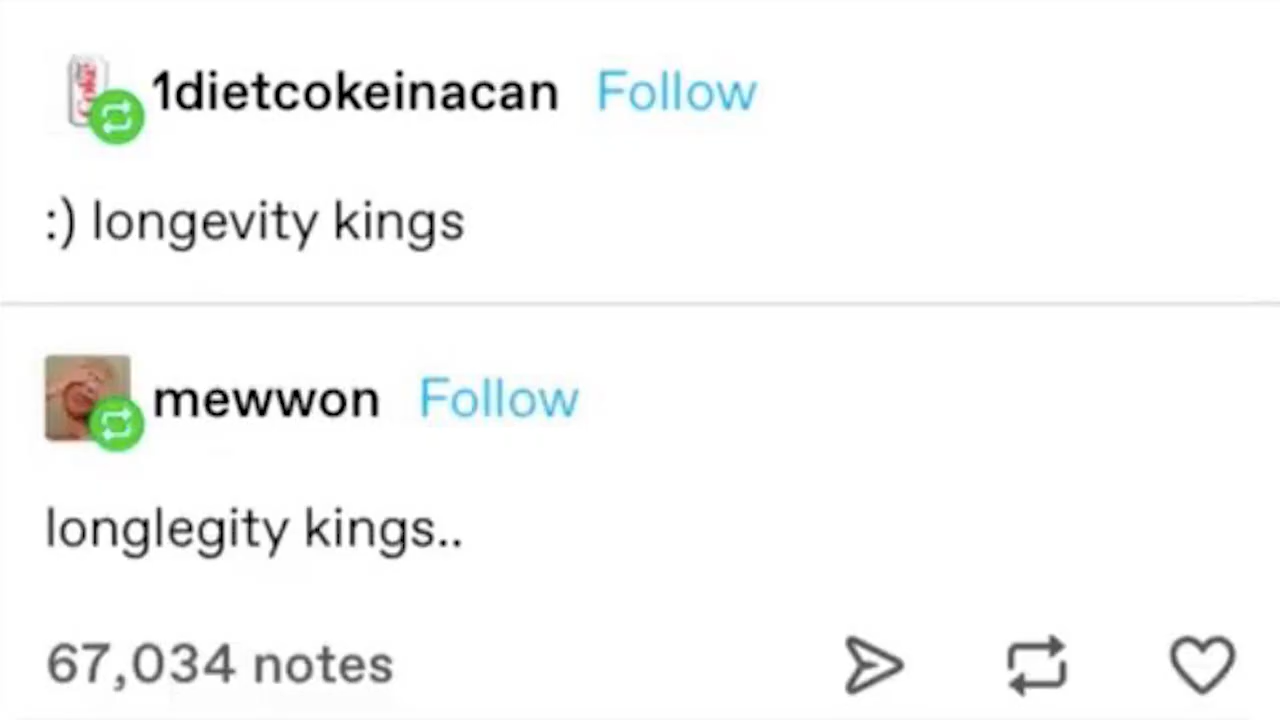 1dietcokeinacan Follow
:) longevity kings
mewwon Follow
longlegity kings..
67,034 notes